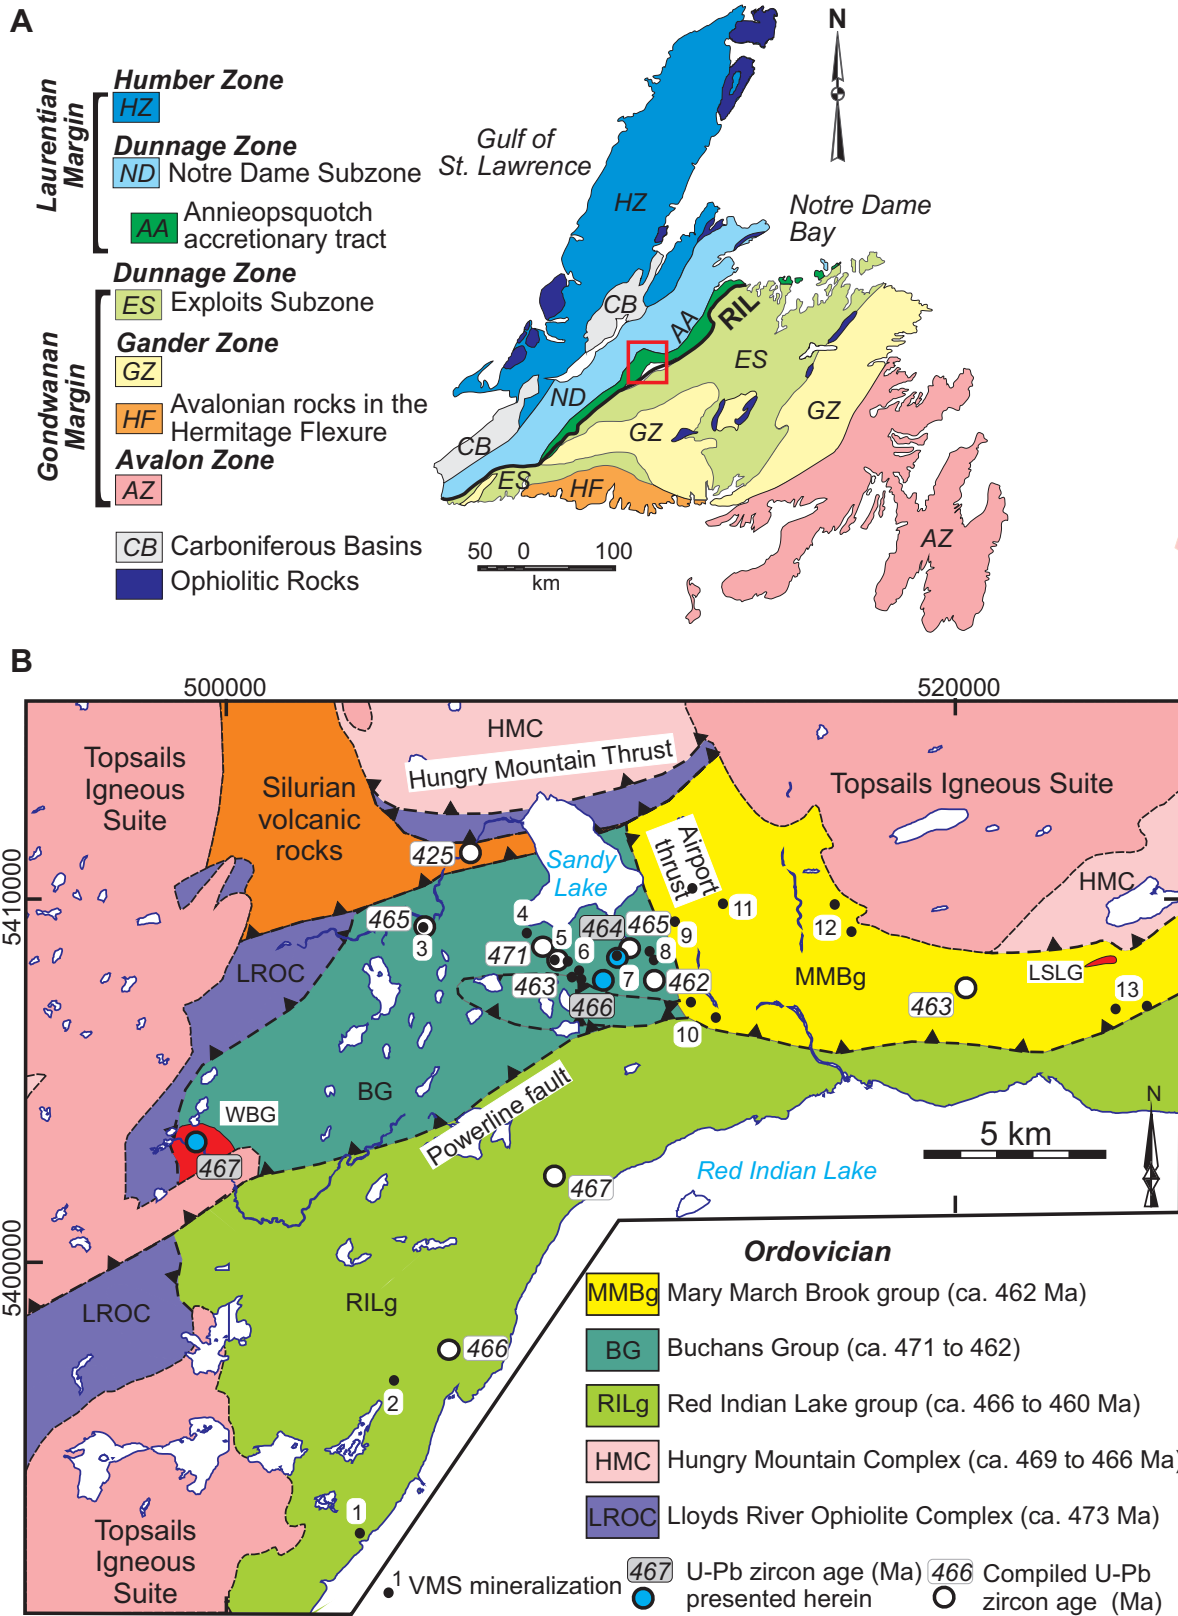 A
Laurentian
Margin
Humber Zone
HZ
Dunnage Zone
ND Notre Dame Subzone
AA Annieopsquotch
accretionary tract
Gondwanan
Margin
Dunnage Zone
ES Exploits Subzone
Gander Zone
GZ
HF Avalonian rocks in the
Hermitage Flexure
Avalon Zone
AZ
CB Carboniferous Basins
Ophiolitic Rocks
N
Gulf of
St. Lawrence
HZ
Notre Dame
Bay
CB
AA
RIL
ES
ND
GZ
GZ
CB
ES
HF
AZ
50 0 100
km
B
500000
520000
5410000
5400000
Topsails
Igneous
Suite
HMC
Hungry Mountain Thrust
Silurian
volcanic
rocks
Topsails Igneous Suite
Sandy
Lake
Airport
thrust
425
HMC
465
3
4
471
5
6
463
464
465
466
7
8
9
462
10
11
12
MMBg
463
LSLG
13
LROC
BG
WBG
467
Powerline fault
N
5 km
467
Red Indian Lake
LROC
RILg
466
2
1
Topsails
Igneous
Suite
Ordovician
MMBg Mary March Brook group (ca. 462 Ma)
BG Buchans Group (ca. 471 to 462)
RILg Red Indian Lake group (ca. 466 to 460 Ma)
HMC Hungry Mountain Complex (ca. 469 to 466 Ma)
LROC Lloyds River Ophiolite Complex (ca. 473 Ma)
1 VMS mineralization
467 U-Pb zircon age (Ma)
presented herein
466 Compiled U-Pb
zircon age (Ma)